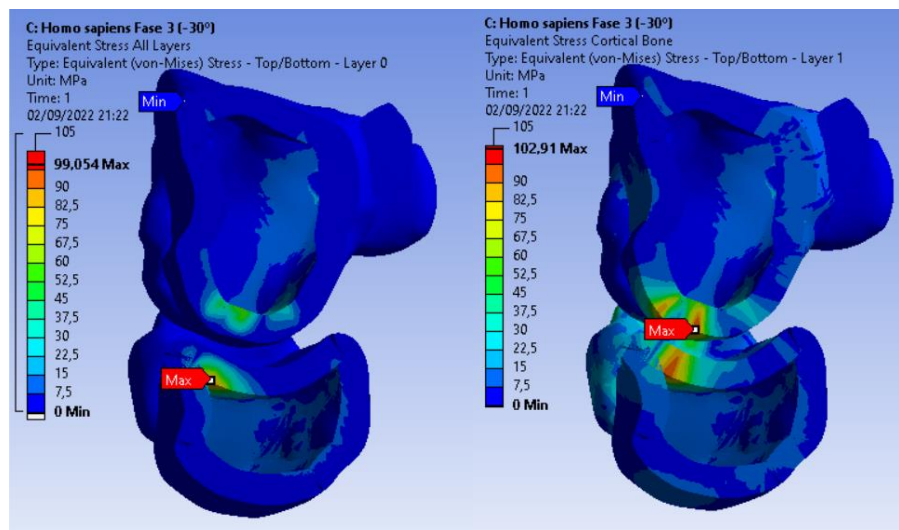 C: Homo sapiens Fase 3 (-30º)
Equivalent Stress All Layers
Type: Equivalent (von-Mises) Stress - Top/Bottom - Layer 0
Unit: MPa
Time: 1
02/09/2022 21:22
Min
105
99,054 Max
90
82,5
75
67,5
60
52,5
45
37,5
30
22,5
15
7,5
0 Min
Max
C: Homo sapiens Fase 3 (-30º)
Equivalent Stress Cortical Bone
Type: Equivalent (von-Mises) Stress - Top/Bottom - Layer 1
Unit: MPa
Time: 1
02/09/2022 21:22
Min
105
102,91 Max
90
82,5
75
67,5
60
52,5
45
37,5
30
22,5
15
7,5
0 Min
Max